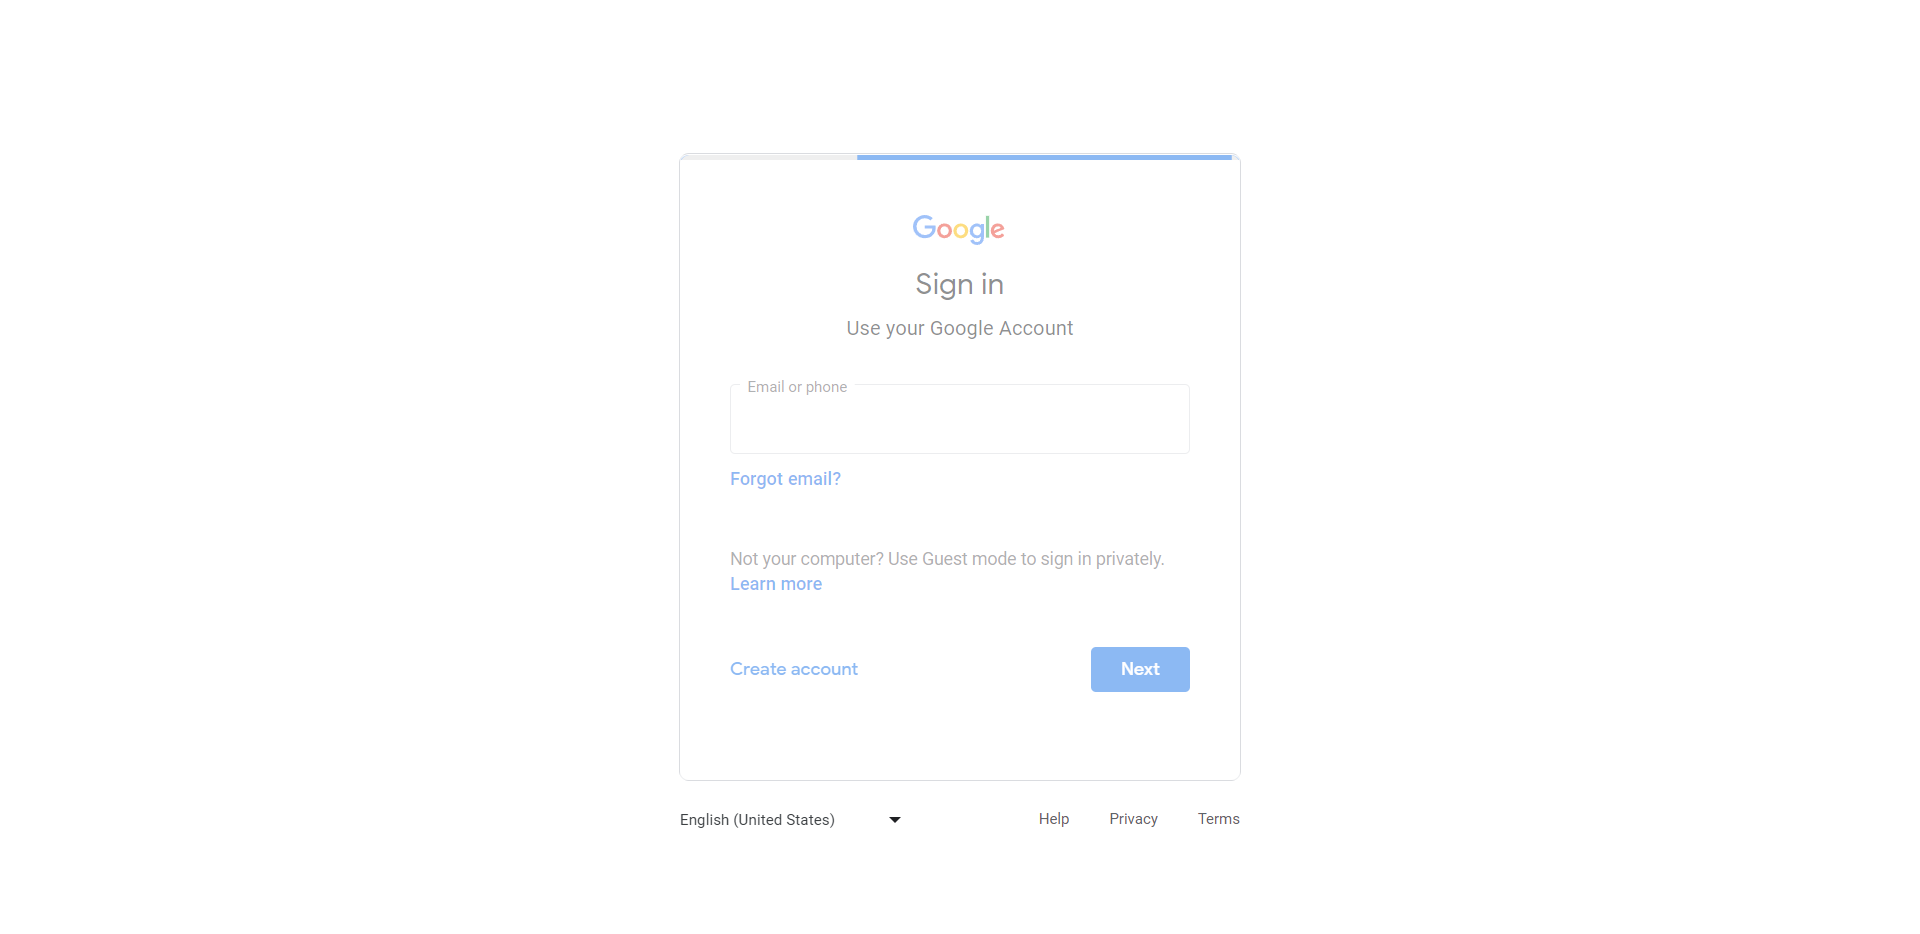 Google
Sign in
Use your Google Account
Email or phone
Forgot email?
Not your computer? Use Guest mode to sign in privately.
Learn more
Create account
Next
English (United States)
Help
Privacy
Terms